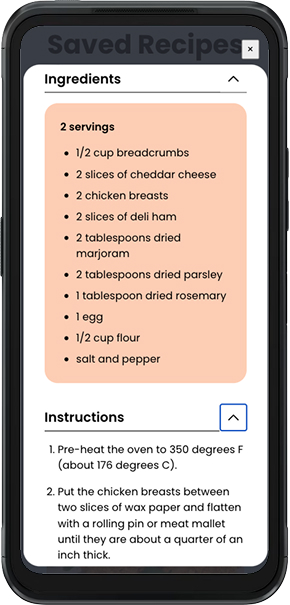 Saved Recipes
×
Ingredients
2 servings
• 1/2 cup breadcrumbs
• 2 slices of cheddar cheese
• 2 chicken breasts
• 2 slices of deli ham
• 2 tablespoons dried
marjoram
• 2 tablespoons dried parsley
• 1 tablespoon dried rosemary
• 1 egg
• 1/2 cup flour
• salt and pepper
Instructions
1. Pre-heat the oven to 350 degrees F
(about 176 degrees C).
2. Put the chicken breasts between
two slices of wax paper and flatten
with a rolling pin or meat mallet
until they are about a quarter of an
inch thick.